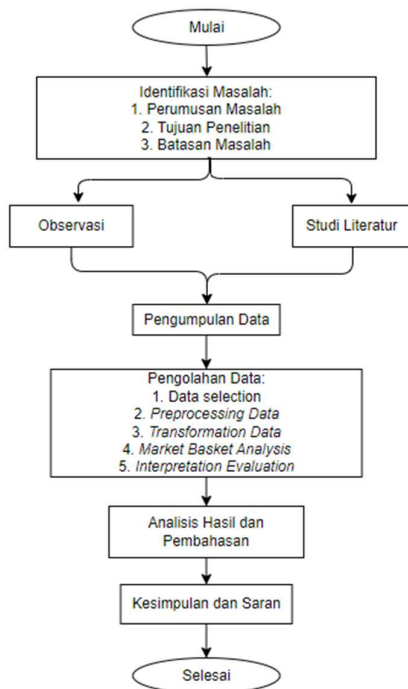 Mulai
Identifikasi Masalah:
1. Perumusan Masalah
2. Tujuan Penelitian
3. Batasan Masalah
Observasi
Studi Literatur
Pengumpulan Data
Pengolahan Data:
1. Data selection
2. Preprocessing Data
3. Transformation Data
4. Market Basket Analysis
5. Interpretation Evaluation
Analisis Hasil dan
Pembahasan
Kesimpulan dan Saran
Selesai